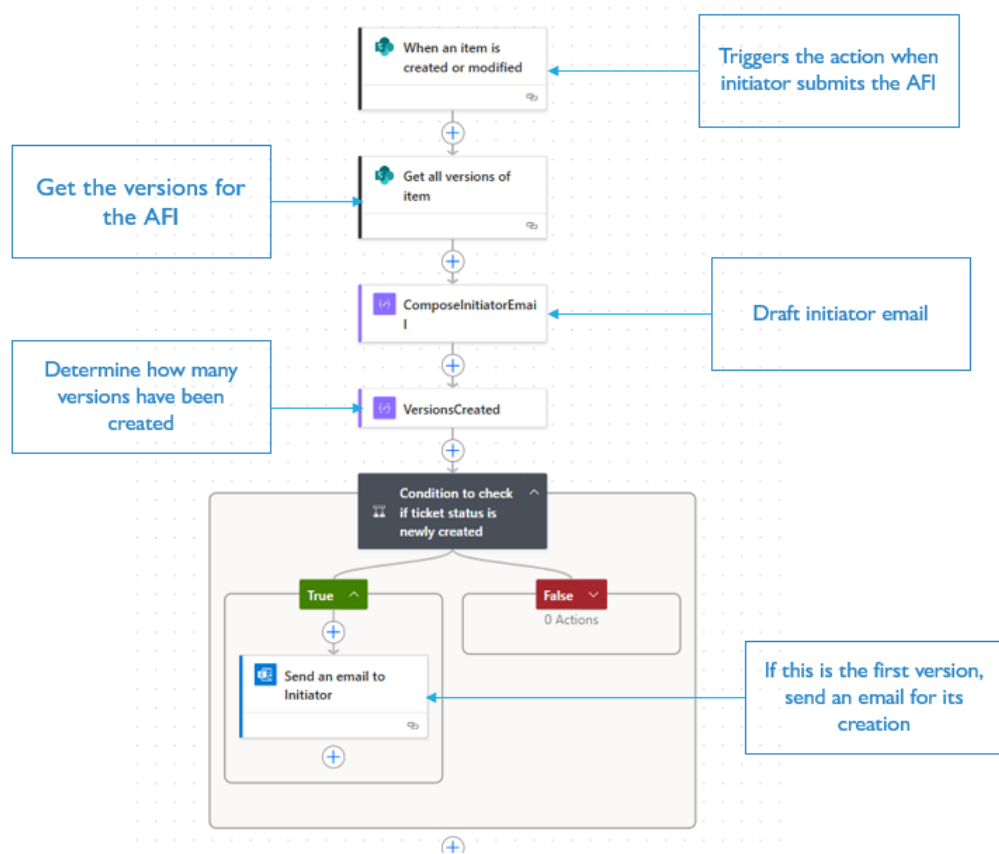 When an item is
created or modified
Triggers the action when
initiator submits the AFI
Get the versions for
the AFI
Get all versions of
item
ComposeInitiatorEmai
l
Draft initiator email
Determine how many
versions have been
created
VersionsCreated
Condition to check
if ticket status is
newly created
True
False
0 Actions
Send an email to
Initiator
If this is the first version,
send an email for its
creation